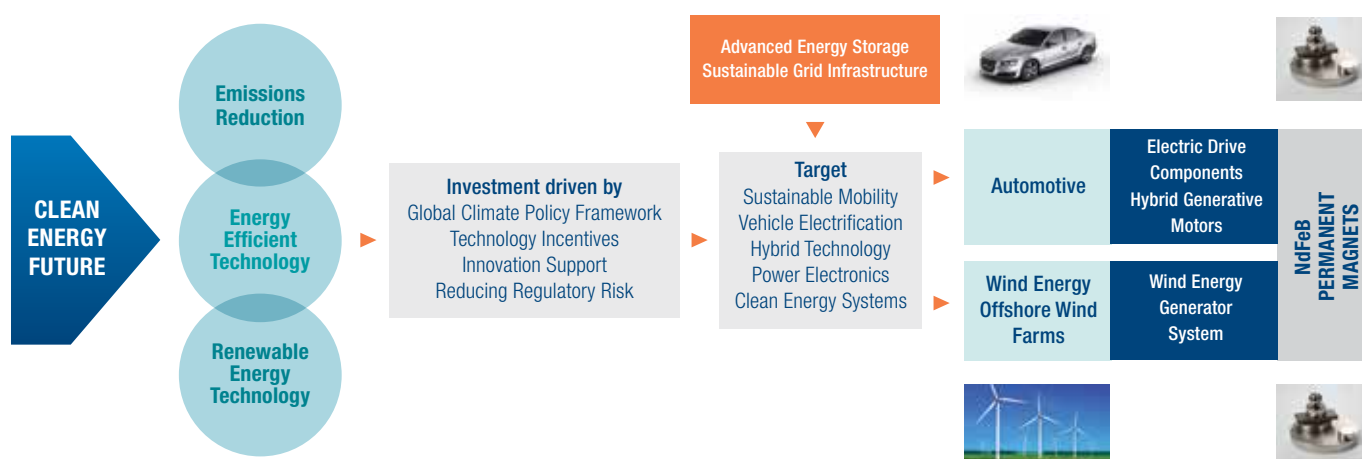 CLEAN
ENERGY
FUTURE
Emissions
Reduction
Energy
Efficient
Technology
Renewable
Energy
Technology
Investment driven by
Global Climate Policy Framework
Technology Incentives
Innovation Support
Reducing Regulatory Risk
Advanced Energy Storage
Sustainable Grid Infrastructure
Target
Sustainable Mobility
Vehicle Electrification
Hybrid Technology
Power Electronics
Clean Energy Systems
Automotive
Electric Drive
Components
Hybrid Generative
Motors
Wind Energy
Offshore Wind
Farms
Wind Energy
Generator
System
NdFeB
PERMANENT
MAGNETS